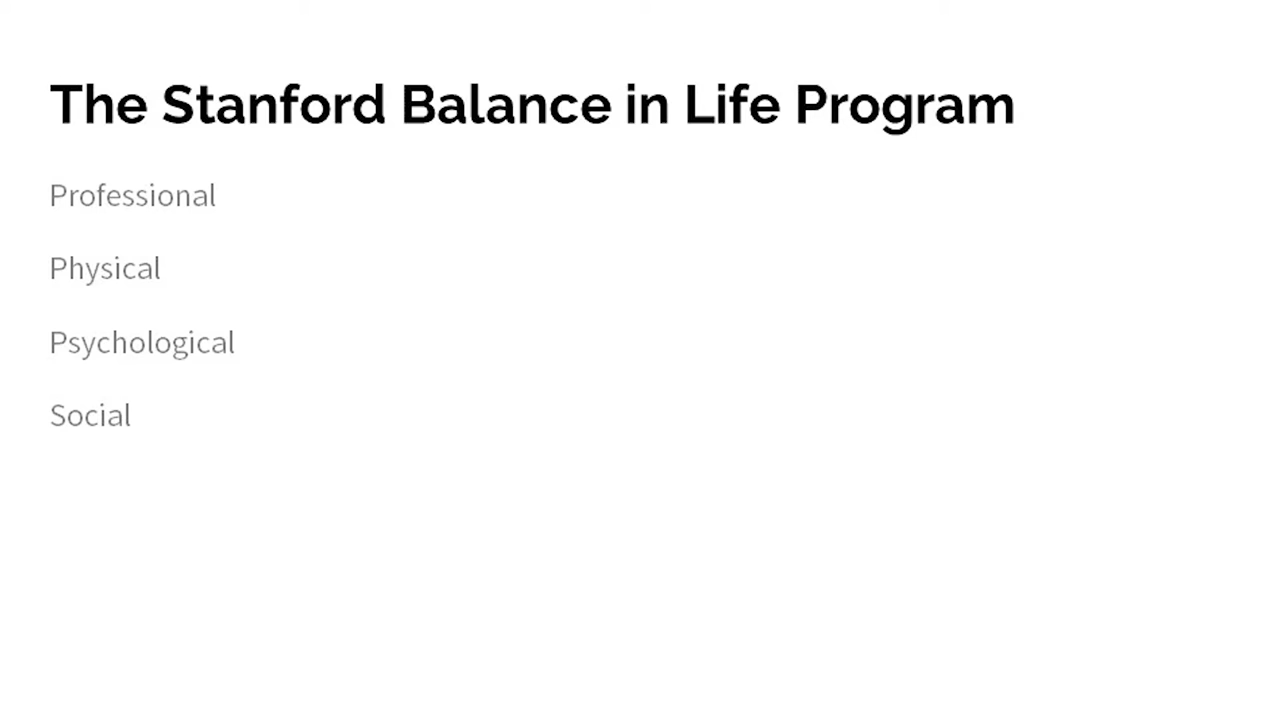 The Stanford Balance in Life Program
Professional
Physical
Psychological
Social